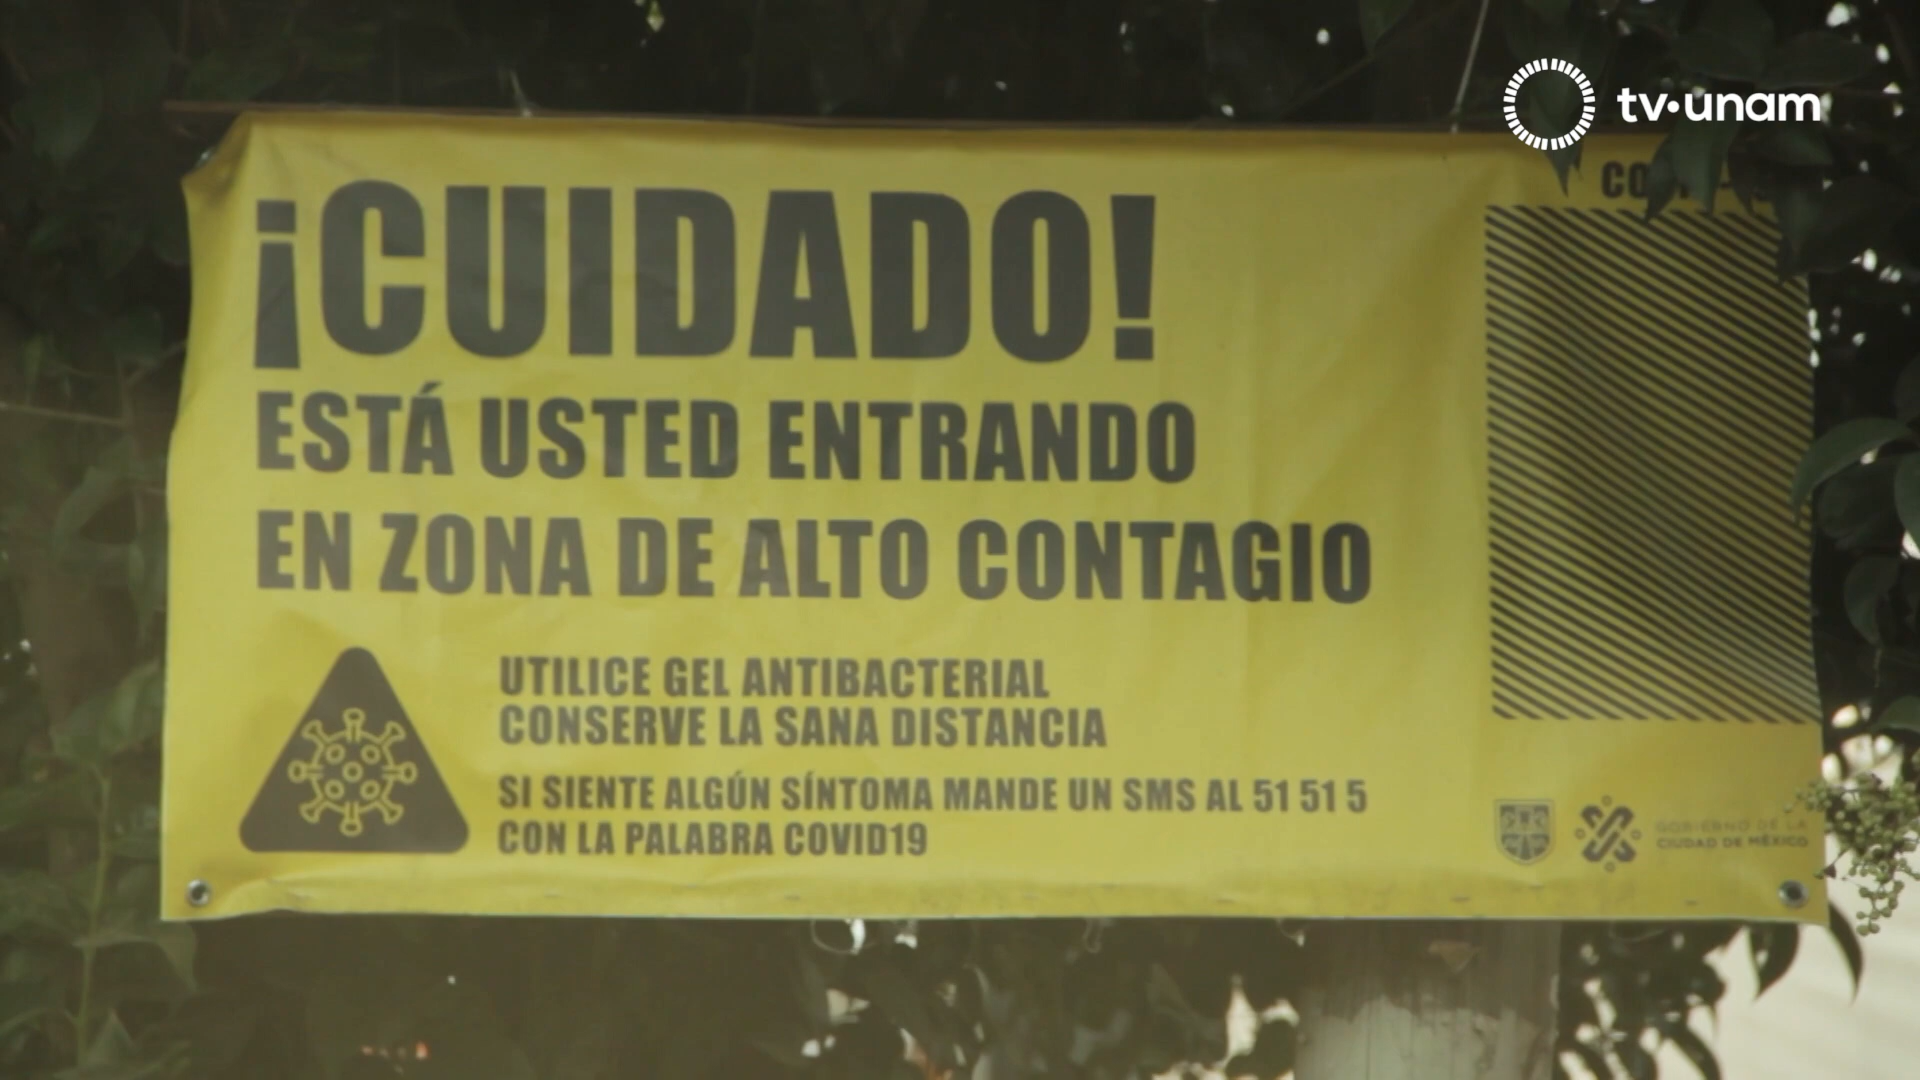 tv·unam
¡CUIDADO!
ESTÁ USTED ENTRANDO
EN ZONA DE ALTO CONTAGIO
UTILICE GEL ANTIBACTERIAL
CONSERVE LA SANA DISTANCIA
SI SIENTE ALGÚN SÍNTOMA MANDE UN SMS AL 51 51 5
CON LA PALABRA COVID19
GOBIERNO DE LA
CIUDAD DE MÉXICO